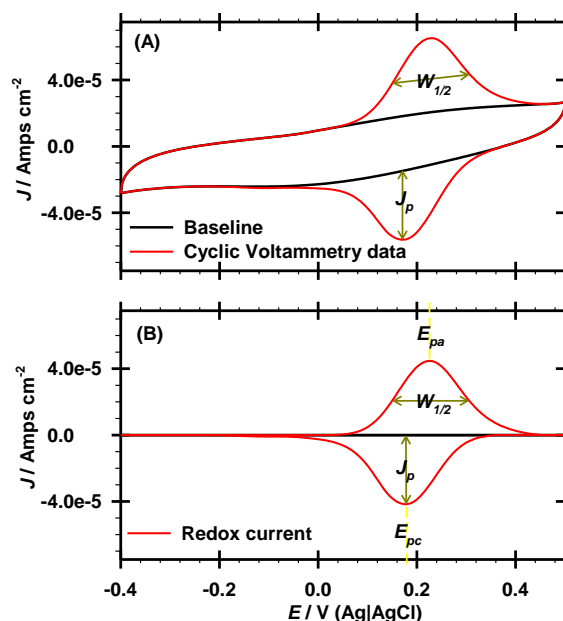 (A)
4.0e-5
0.0
-4.0e-5
J / Amps cm-2
W1/2
Jp
Baseline
Cyclic Voltammetry data
(B)
Epa
4.0e-5
0.0
-4.0e-5
J / Amps cm-2
W1/2
Jp
Epc
Redox current
-0.4 -0.2 0.0 0.2 0.4
E / V (Ag|AgCl)